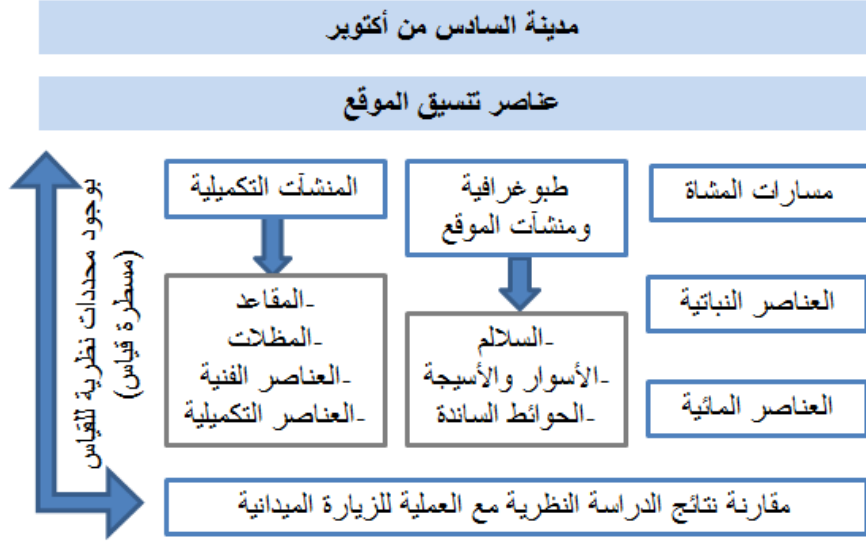 مدينة السادس من أكتوبر
عناصر تنسيق الموقع
مسارات المشاة
العناصر النباتية
العناصر المائية
طبوغرافية
ومنشآت الموقع
-السلالم
-الأسوار والأسيجة
-الحوائط الساندة
المنشآت التكميلية
-المقاعد
-المظلات
-العناصر الفنية
-العناصر التكميلية
بوجود محددات نظرية للقياس
(مسطرة قياس)
مقارنة نتائج الدراسة النظرية مع العملية للزيارة الميدانية